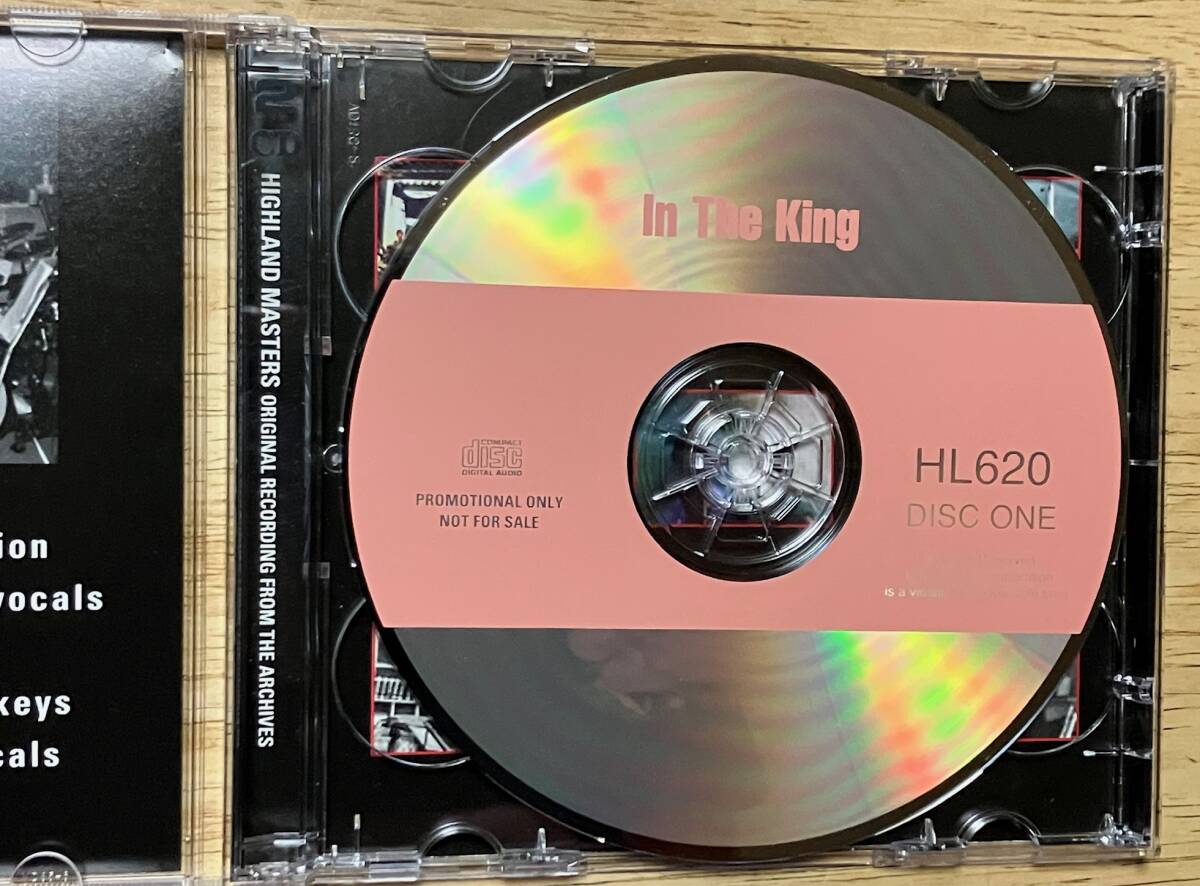 ion
vocals
keys
cals
HIGHLAND MASTERS ORIGINAL RECORDING FROM THE ARCHIVES
In The King
COMPACT
disc
DIGITAL AUDIO
PROMOTIONAL ONLY
NOT FOR SALE
HL620
DISC ONE
is a